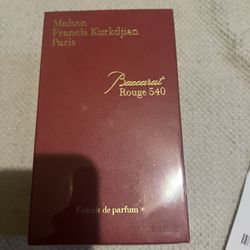 Maison
Francis Kurkdjian
Paris
Baccarat
Rouge 540
Extrait de parfum